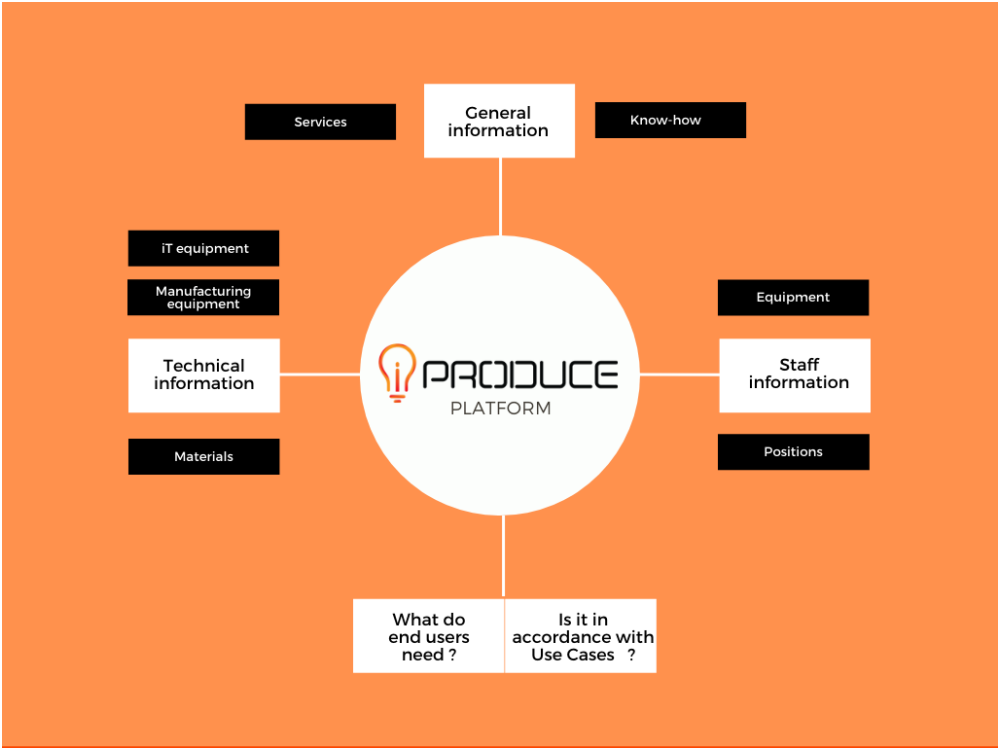 General
information
Services
Know-how
iT equipment
Manufacturing
equipment
Technical
information
Materials
Equipment
Staff
information
Positions
i PRODUCE
PLATFORM
What do
end users
need ?
Is it in
accordance with
Use Cases ?